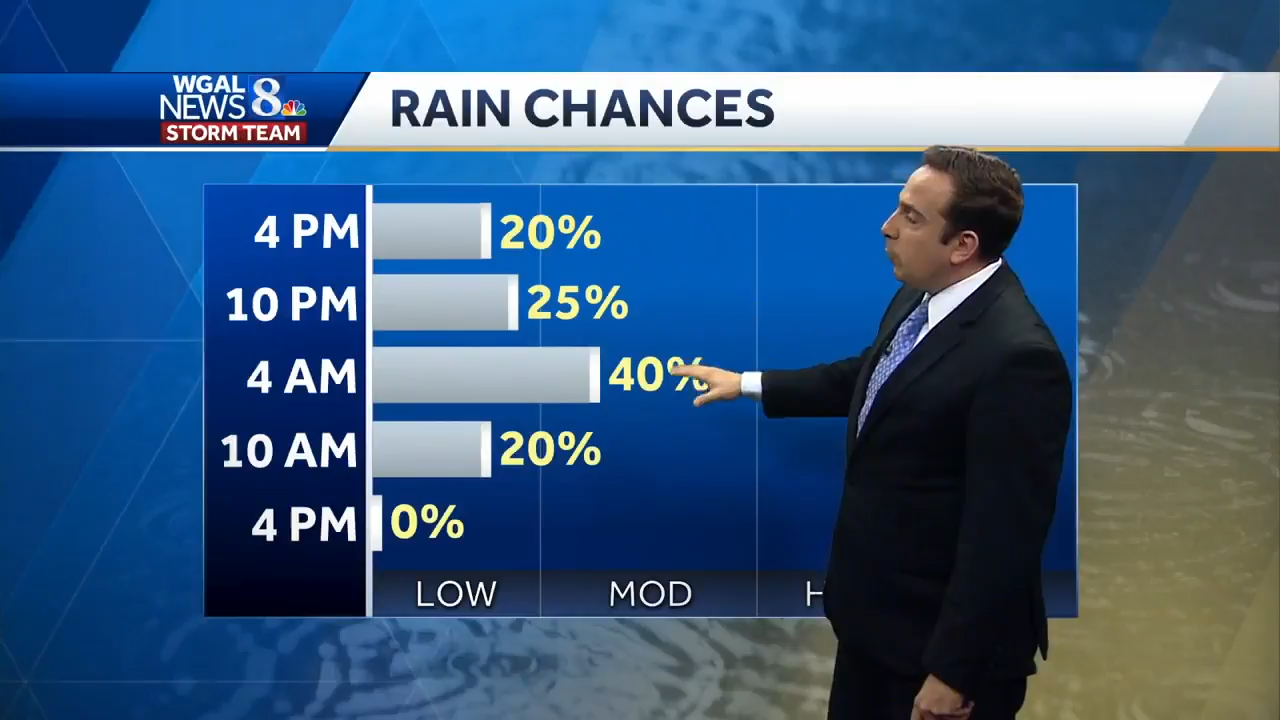 WGAL
NEWS 8
STORM TEAM
RAIN CHANCES
4 PM 20%
10 PM 25%
4 AM 40%
10 AM 20%
4 PM 0%
LOW MOD